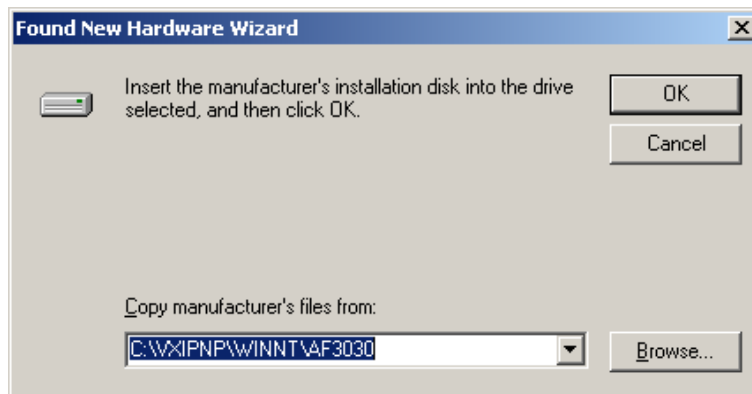 Found New Hardware Wizard
Insert the manufacturer's installation disk into the drive
selected, and then click OK.
OK
Cancel
Copy manufacturer's files from:
C:\VXIPNP\WINNT\AF3030
Browse...